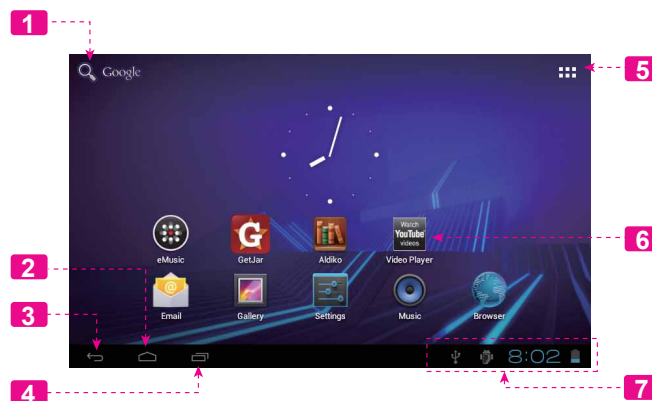 1
Google
5
Watch
YouTube
videos
6
eMusic
GetJar
Aldiko
Video Player
2
Email
Gallery
Settings
Music
Browser
3
8:02
4
7